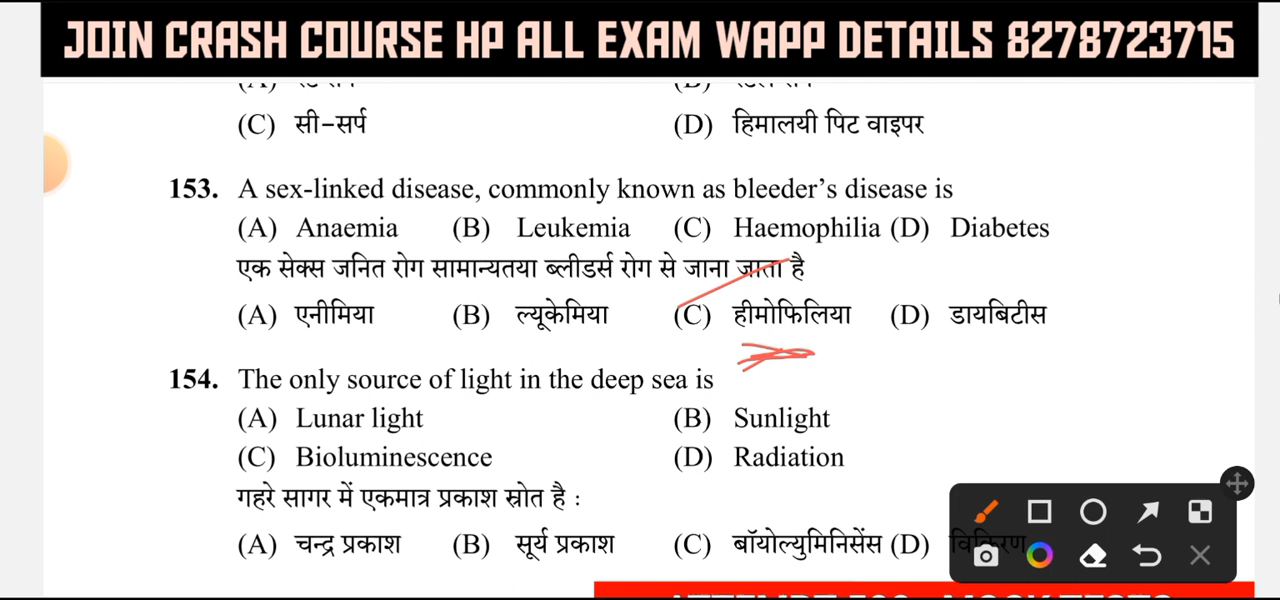 JOIN CRASH COURSE HP ALL EXAM WAPP DETAILS 8278723715
(C) सी-सर्प (D) हिमालयी पिट वाइपर
153. A sex-linked disease, commonly known as bleeder's disease is
(A) Anaemia (B) Leukemia (C) Haemophilia (D) Diabetes
एक सेक्स जनित रोग सामान्यतया ब्लीडर्स रोग से जाना जाता है
(A) एनीमिया (B) ल्यूकेमिया (C) हीमोफिलिया (D) डायबिटीस
154. The only source of light in the deep sea is
(A) Lunar light (B) Sunlight
(C) Bioluminescence (D) Radiation
गहरे सागर में एकमात्र प्रकाश स्रोत है :
(A) चन्द्र प्रकाश (B) सूर्य प्रकाश (C) बॉयोल्युमिनिसेंस (D) विकिरण